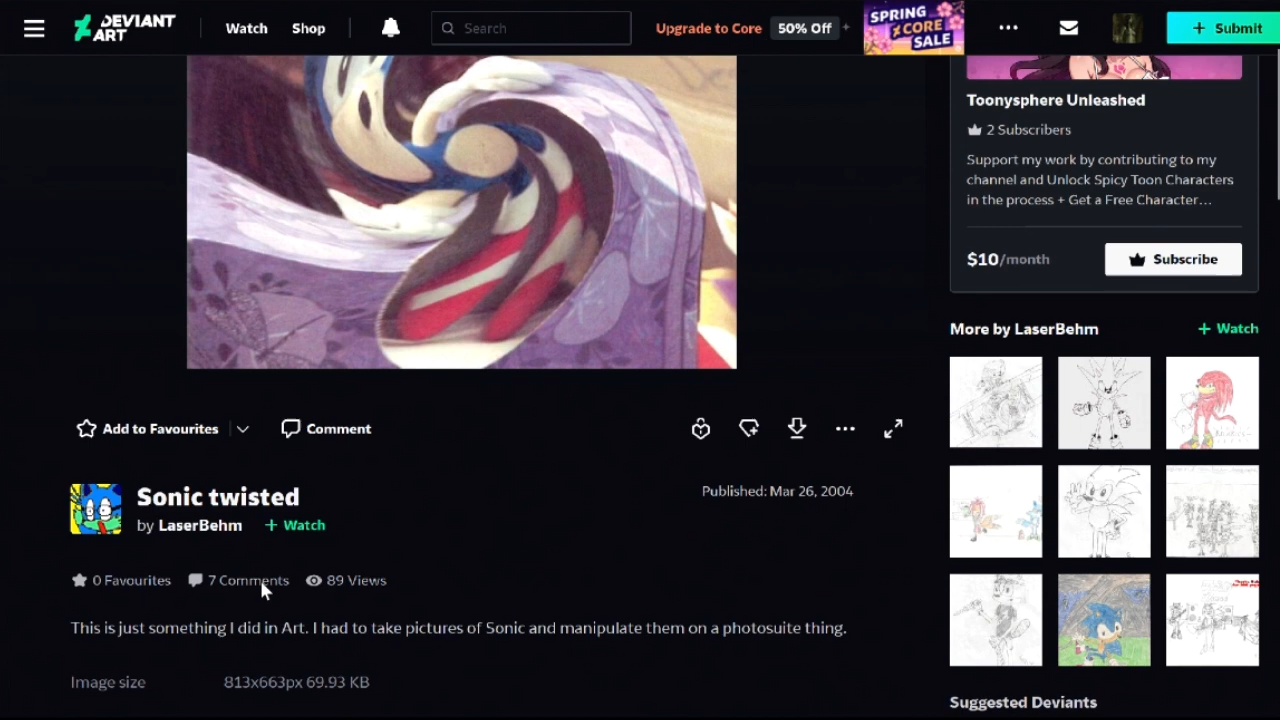 DEVIANT
ART
Watch
Shop
Search
Upgrade to Core
50% Off
SPRING
CORE
SALE
Submit
Toonysphere Unleashed
2 Subscribers
Support my work by contributing to my
channel and Unlock Spicy Toon Characters
in the process + Get a Free Character...
$10/month
Subscribe
More by LaserBehm
+ Watch
Add to Favourites
Comment
Sonic twisted
Published: Mar 26, 2004
by LaserBehm + Watch
0 Favourites 7 Comments 89 Views
This is just something I did in Art. I had to take pictures of Sonic and manipulate them on a photosuite thing.
Image size 813x663px 69.93 KB
Suggested Deviants